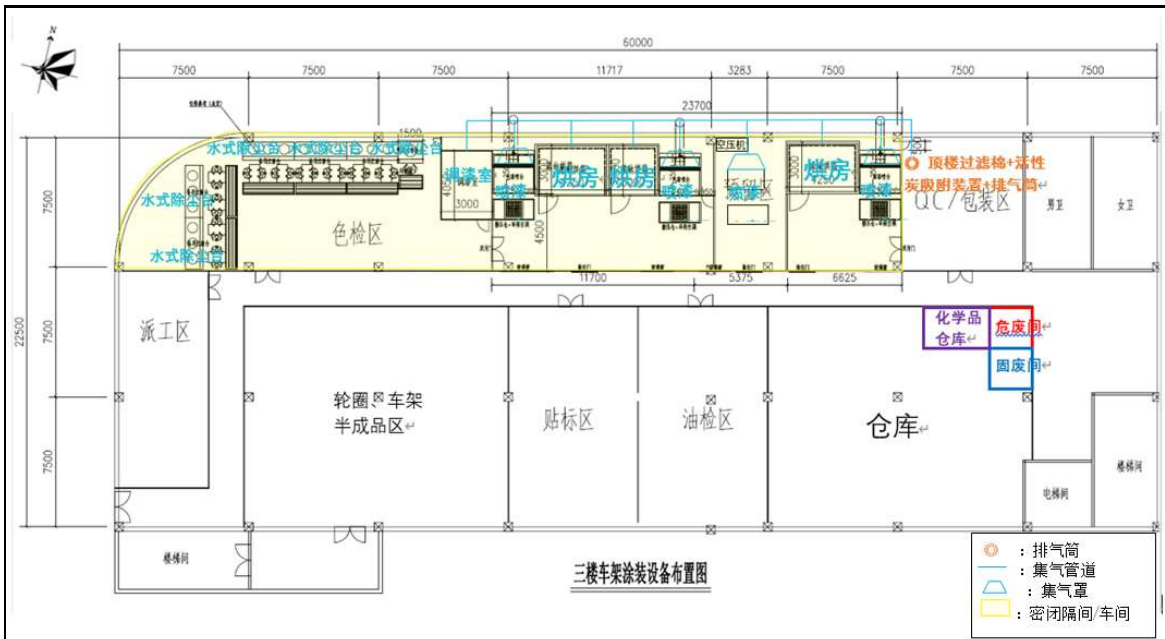 N
60000
7500
7500
7500
11717
3283
7500
7500
7500
23700
1500
水式除尘台
水式除尘台
水式除尘台
空压机
调漆室
3000
喷漆
烘房
烘房
喷漆
预留区
喷漆
3000
烘房
4200
喷漆
顶楼过滤棉+活性
炭吸附装置+排气筒
QC/包装区
男卫
女卫
水式除尘台
色检区
4500
水式除尘台
11700
5375
6625
22500
7500
7500
7500
派工区
化学品
仓库
危废间
固废间
轮圈、车架
半成品区
贴标区
油检区
仓库
楼梯间
电梯间
楼梯间
三楼车架涂装设备布置图
：排气筒
：集气管道
：集气罩
：密闭隔间/车间